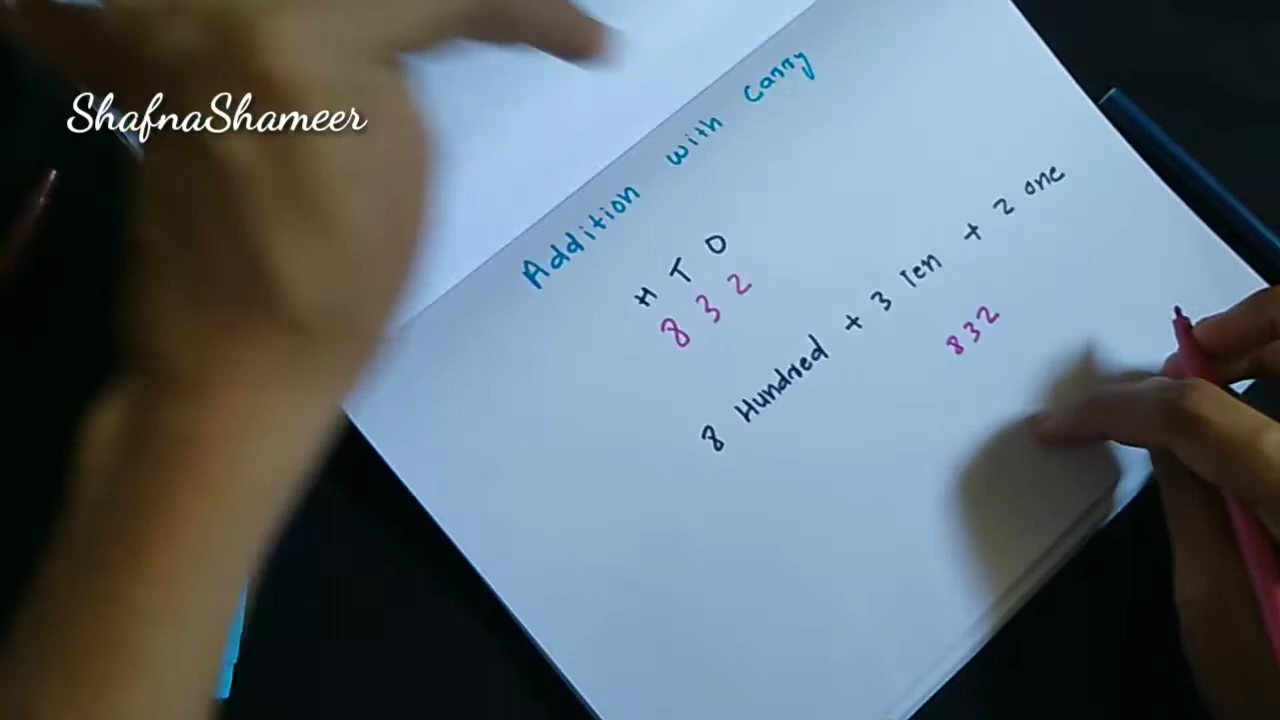 ShafnaShameer
Addition with Carry
H T O
8 3 2
8 Hundred + 3 Ten + 2 one
832